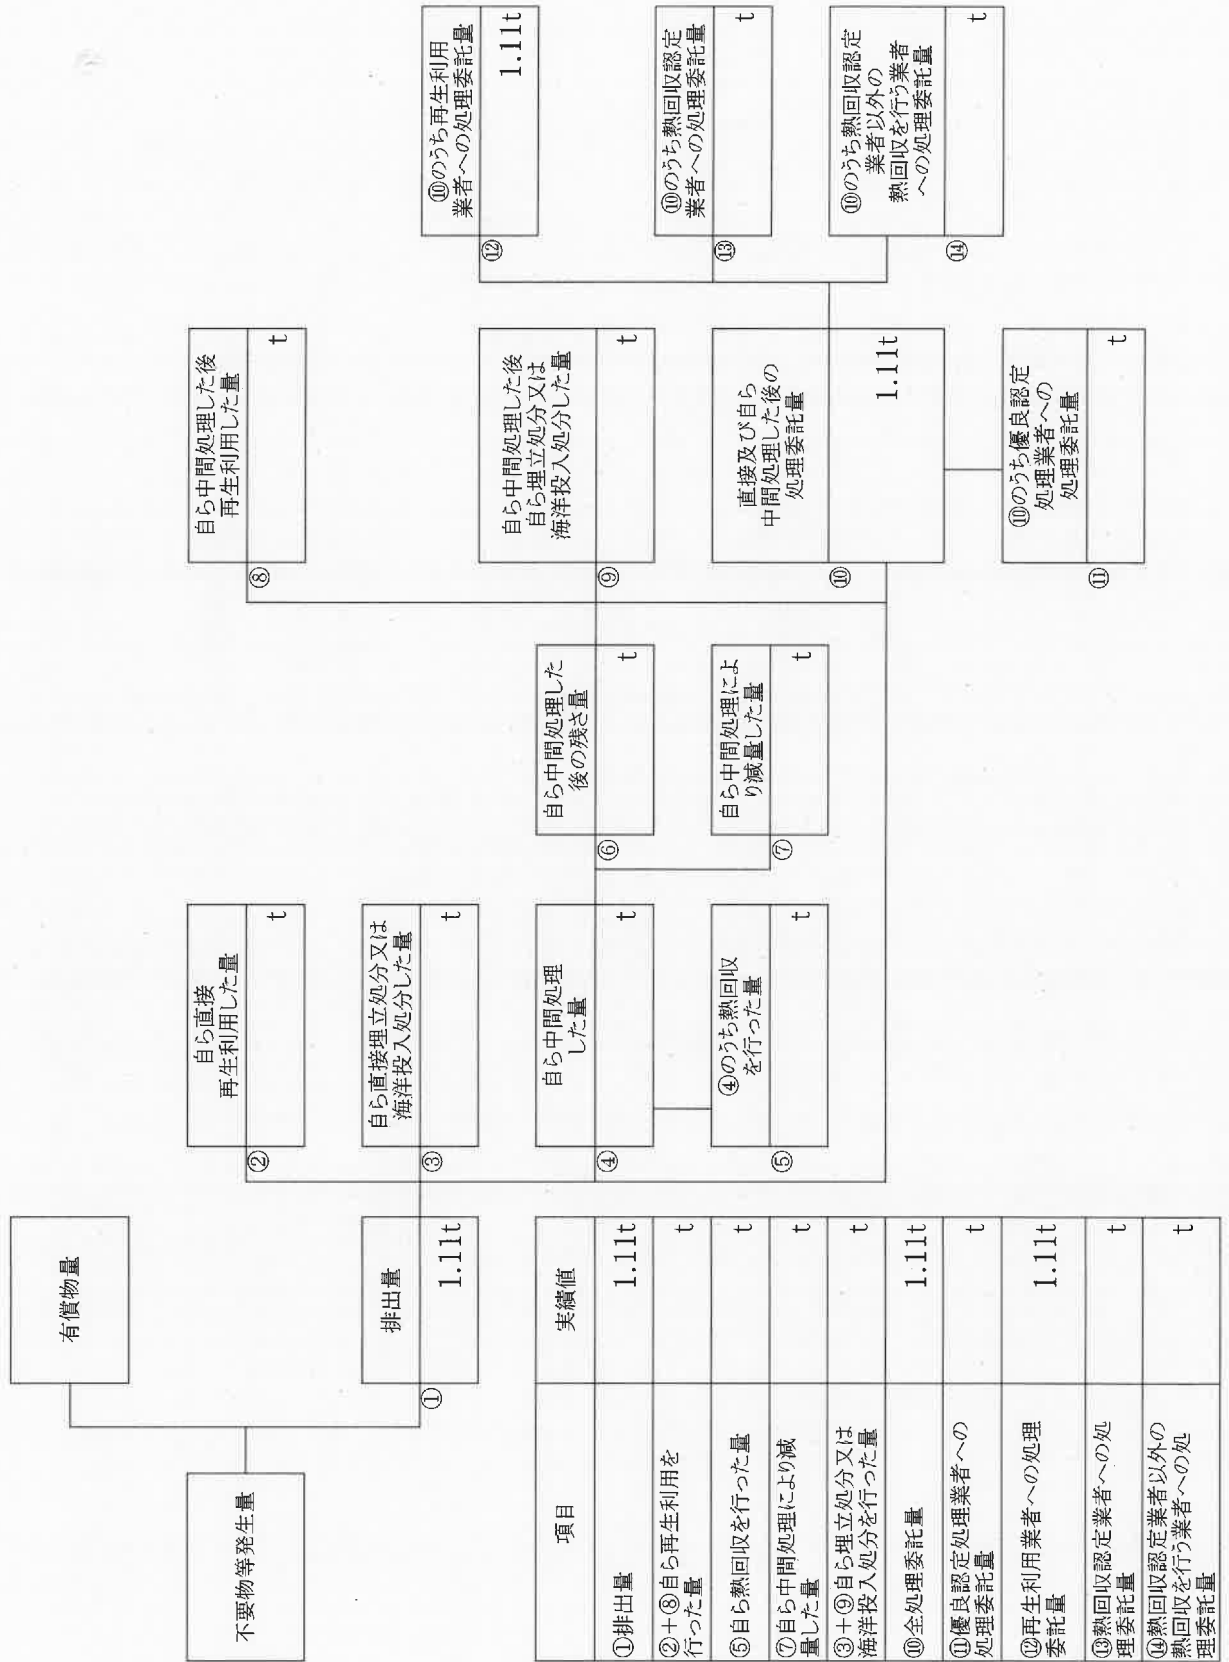 不要物等発生量
有償物量
排出量
①
1.11t
自ら直接
再生利用した量
②
t
自ら直接埋立処分又は
海洋投入処分した量
③
t
自ら中間処理
した量
④
t
④のうち熱回収
を行った量
⑤
t
自ら中間処理した
後の残さ量
⑥
t
自ら中間処理によ
り減量した量
⑦
t
自ら中間処理した後
再生利用した量
⑧
t
自ら中間処理した後
自ら埋立処分又は
海洋投入処分した量
⑨
t
直接及び自ら
中間処理した後の
処理委託量
⑩
1.11t
⑩のうち優良認定
処理業者への
処理委託量
⑪
t
⑩のうち再生利用
業者への処理委託量
⑫
1.11t
⑩のうち熱回収認定
業者への処理委託量
⑬
t
⑩のうち熱回収認定
業者以外の
熱回収を行う業者
への処理委託量
⑭
t
項目 実績値
①排出量 1.11t
②+⑧自ら再生利用を
行った量 t
⑤自ら熱回収を行った量 t
⑦自ら中間処理により減
量した量 t
③+⑨自ら埋立処分又は
海洋投入処分を行った量 t
⑩全処理委託量 1.11t
⑪優良認定処理業者への
処理委託量 t
⑫再生利用業者への処理
委託量 1.11t
⑬熱回収認定業者への処
理委託量 t
⑭熱回収認定業者以外の
熱回収を行う業者への処
理委託量 t